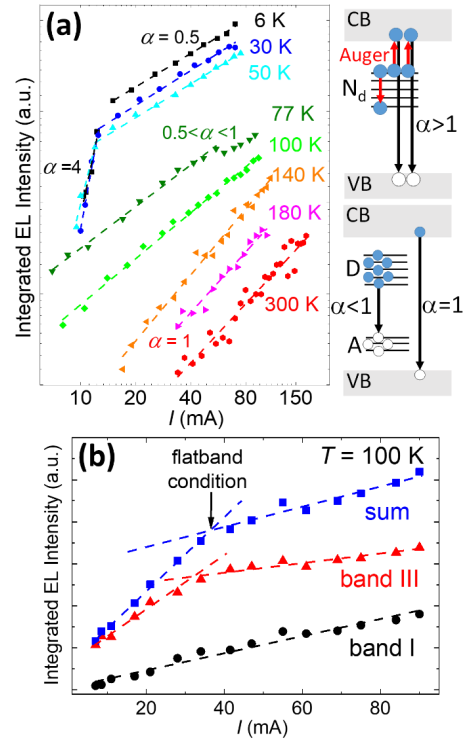 (a)
α = 0.5
6 K
30 K
50 K
α = 4
77 K
0.5< α <1
100 K
140 K
180 K
α = 1
300 K
Integrated EL Intensity (a.u.)
10
20
40
80
150
I (mA)
CB
Auger
Nd
α>1
VB
CB
D
α<1
α=1
A
VB
(b)
T = 100 K
flatband
condition
sum
band III
band I
Integrated EL Intensity (a.u.)
20
40
60
80
I (mA)